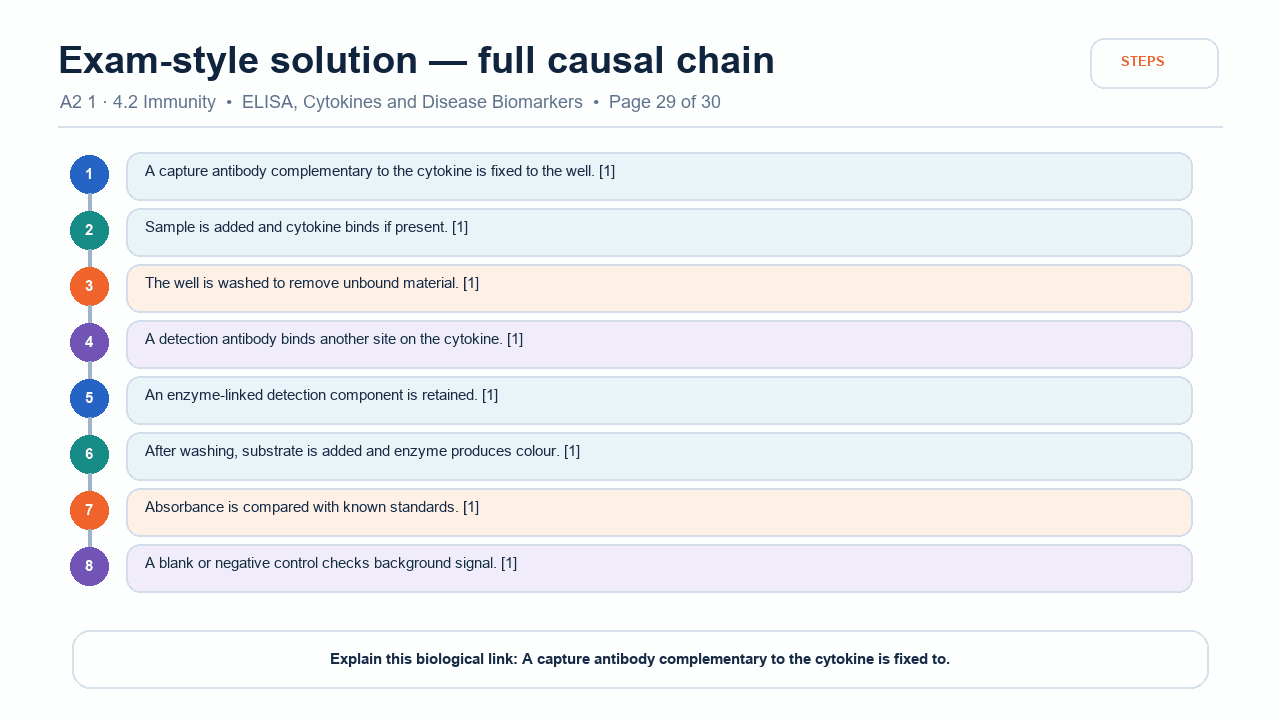 Exam-style solution — full causal chain
STEPS
A2 1 · 4.2 Immunity • ELISA, Cytokines and Disease Biomarkers • Page 29 of 30
1 A capture antibody complementary to the cytokine is fixed to the well. [1]
2 Sample is added and cytokine binds if present. [1]
3 The well is washed to remove unbound material. [1]
4 A detection antibody binds another site on the cytokine. [1]
5 An enzyme-linked detection component is retained. [1]
6 After washing, substrate is added and enzyme produces colour. [1]
7 Absorbance is compared with known standards. [1]
8 A blank or negative control checks background signal. [1]
Explain this biological link: A capture antibody complementary to the cytokine is fixed to.